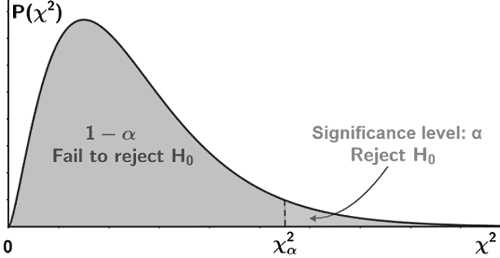 P(χ²)
1 − α
Fail to reject H₀
Significance level: α
Reject H₀
0
χ²α
χ²